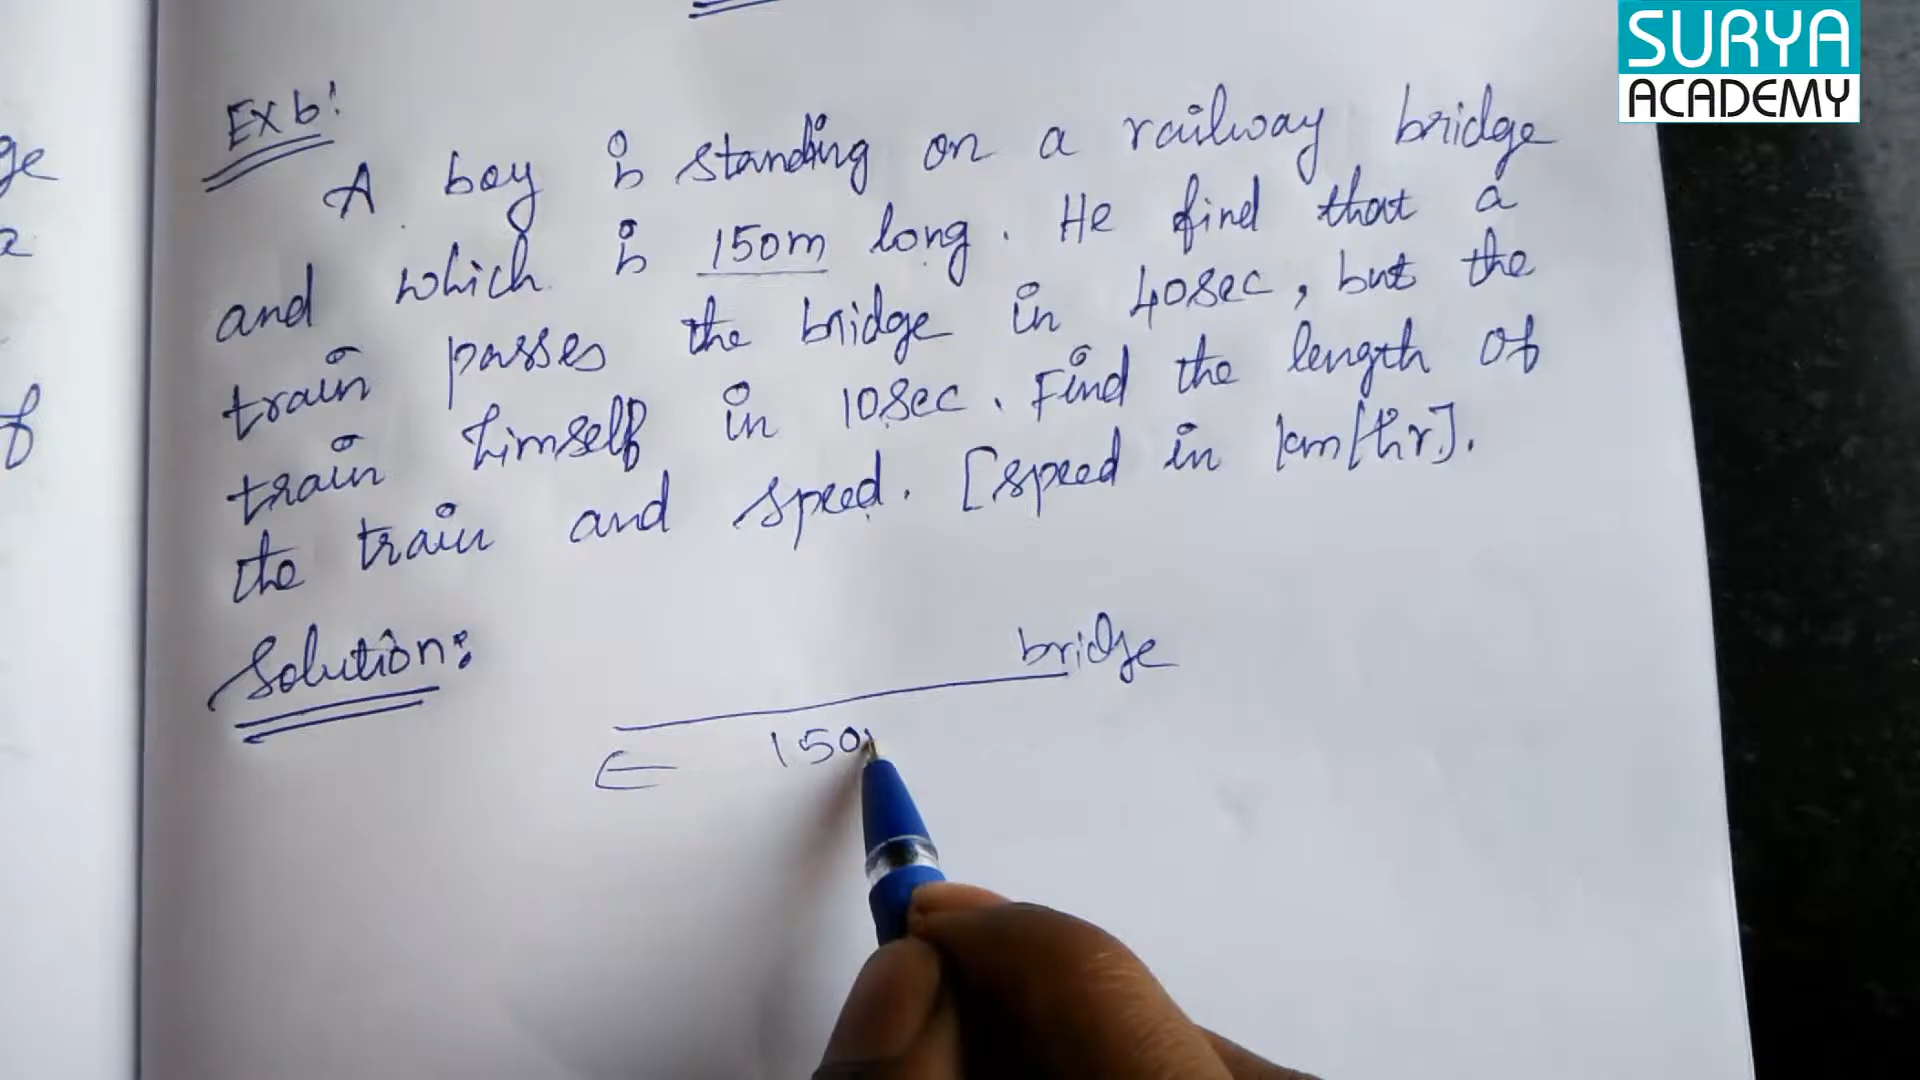 SURYA
ACADEMY
Ex 6:
A boy is standing on a railway bridge
and which is 150m long. He find that a
train passes the bridge in 40sec, but the
train himself in 10sec. Find the length of
the train and speed. [speed in km/hr].
Solution:
bridge
150